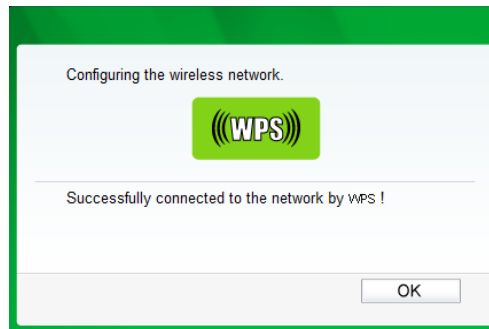 Configuring the wireless network.
(((WPS)))
Successfully connected to the network by WPS !
OK